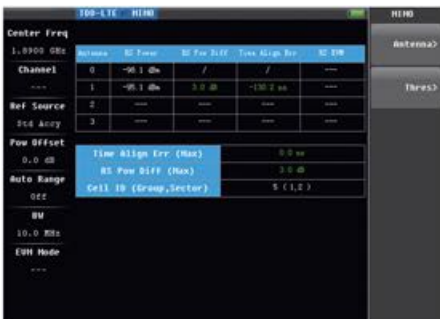 TDD-LTE MIMO
MIMO
Center Freq
1.8900 GHz
Channel
---
Ref Source
Std Accy
Pow Offset
0.0 dB
Auto Range
Off
BW
10.0 MHz
EVM Mode
---
Antenna RS Power RS Pow Diff Time Align Err RS EVM
0 -98.1 dBm / / ---
1 -95.1 dBm 3.0 dB -130.2 ns ---
2 --- --- --- ---
3 --- --- --- ---
Time Align Err (Max) 0.0 ns
RS Pow Diff (Max) 3.0 dB
Cell ID (Group,Sector) 5 (1,2)
Antenna>
Thres>